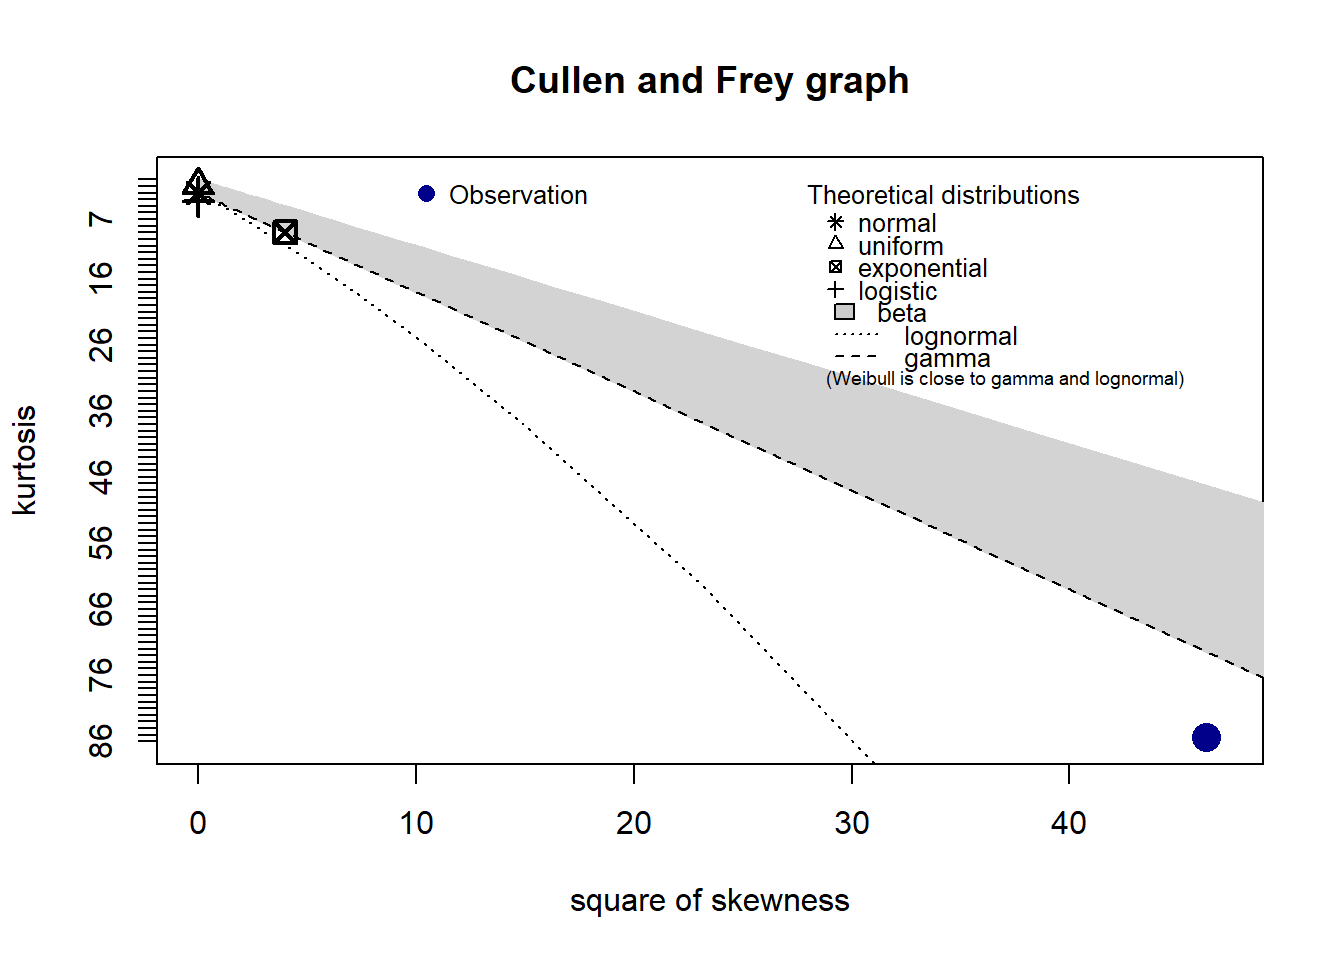 Cullen and Frey graph
Observation
Theoretical distributions
normal
uniform
exponential
logistic
beta
lognormal
gamma
(Weibull is close to gamma and lognormal)
kurtosis
7
16
26
36
46
56
66
76
86
0 10 20 30 40
square of skewness